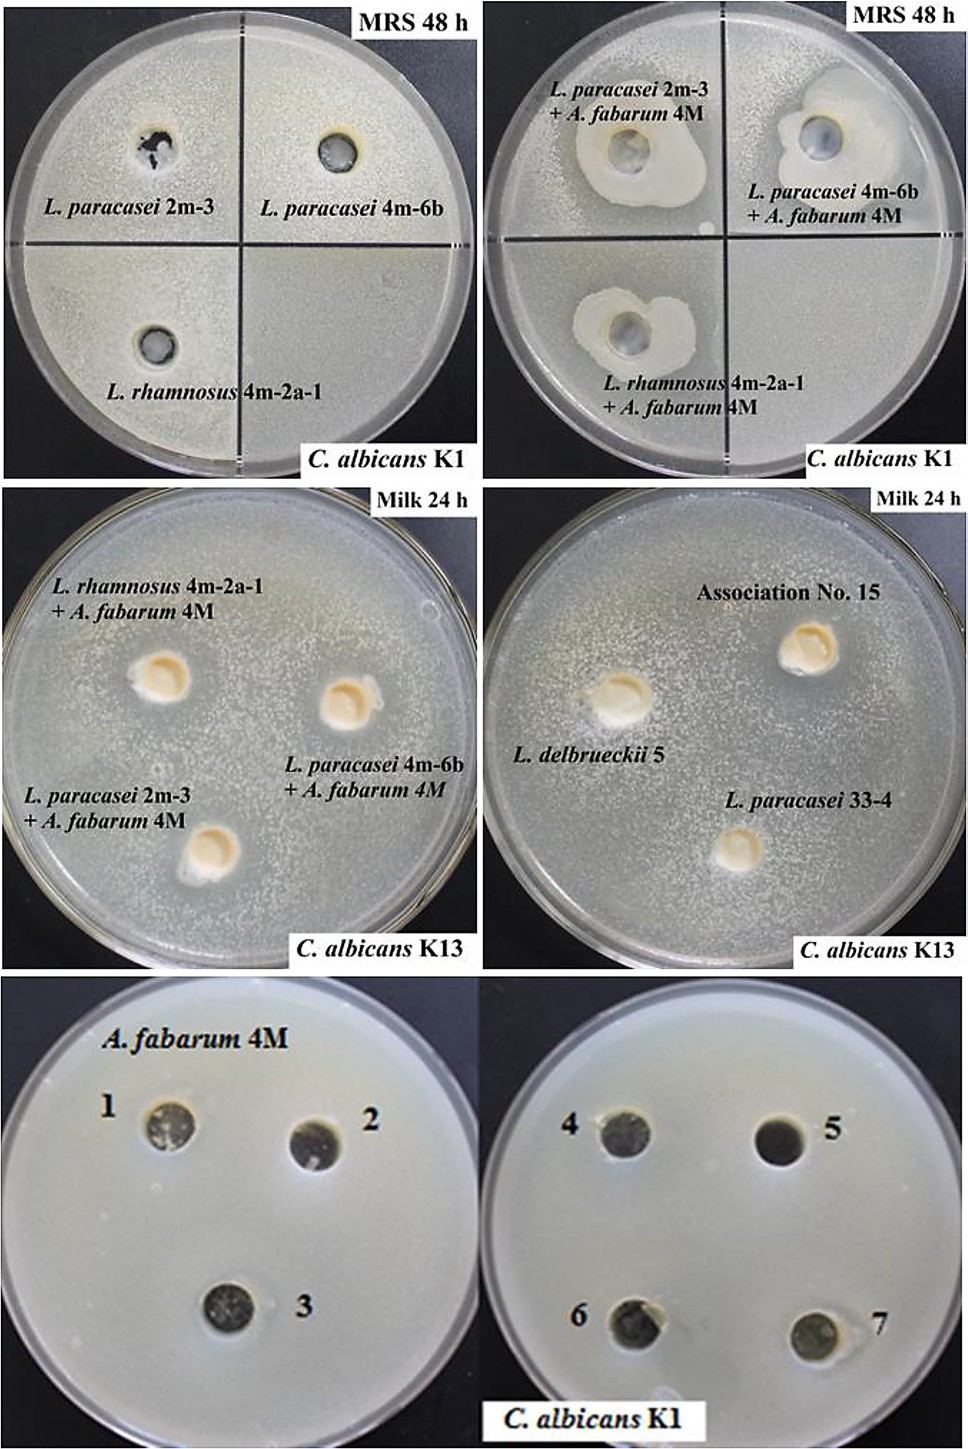 MRS 48 h
L. paracasei 2m-3
L. paracasei 4m-6b
L. rhamnosus 4m-2a-1
C. albicans K1
MRS 48 h
L. paracasei 2m-3
+ A. fabarum 4M
L. paracasei 4m-6b
+ A. fabarum 4M
L. rhamnosus 4m-2a-1
+ A. fabarum 4M
C. albicans K1
Milk 24 h
L. rhamnosus 4m-2a-1
+ A. fabarum 4M
L. paracasei 4m-6b
+ A. fabarum 4M
L. paracasei 2m-3
+ A. fabarum 4M
C. albicans K13
Milk 24 h
Association No. 15
L. delbrueckii 5
L. paracasei 33-4
C. albicans K13
A. fabarum 4M
1
2
3
4
5
6
7
C. albicans K1